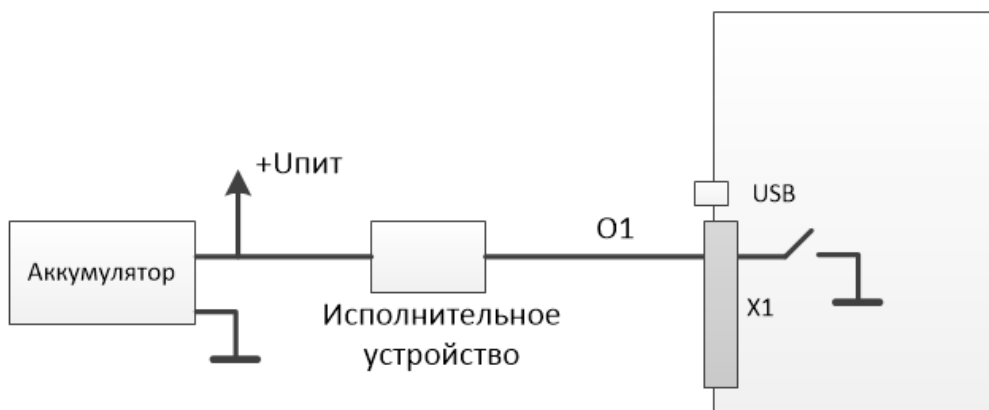 +Uпит
USB
O1
Аккумулятор
X1
Исполнительное
устройство